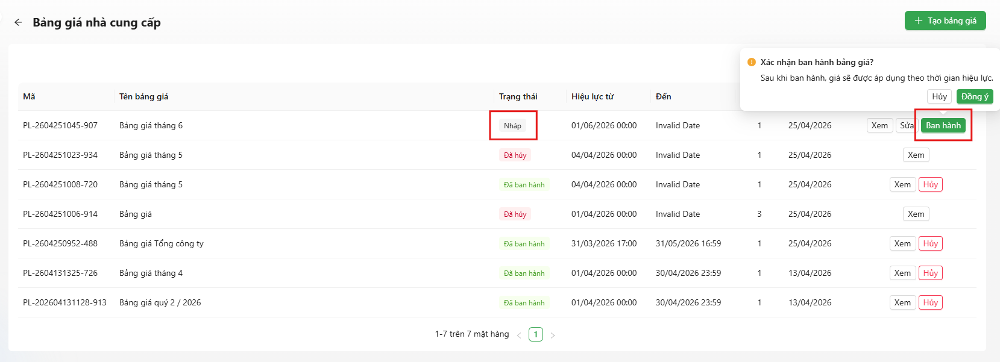 Bảng giá nhà cung cấp
Tạo bảng giá
Xác nhận ban hành bảng giá?
Sau khi ban hành, giá sẽ được áp dụng theo thời gian hiệu lực.
Hủy Đồng ý
Mã Tên bảng giá Trạng thái Hiệu lực từ Đến
PL-2604251045-907 Bảng giá tháng 6 Nháp 01/06/2026 00:00 Invalid Date 1 25/04/2026 Xem Sửa Ban hành
PL-2604251023-934 Bảng giá tháng 5 Đã hủy 04/04/2026 00:00 Invalid Date 1 25/04/2026 Xem
PL-2604251008-720 Bảng giá tháng 5 Đã ban hành 04/04/2026 00:00 Invalid Date 1 25/04/2026 Xem Hủy
PL-2604251006-914 Bảng giá Đã hủy 01/04/2026 00:00 Invalid Date 3 25/04/2026 Xem
PL-2604250952-488 Bảng giá Tổng công ty Đã ban hành 31/03/2026 17:00 31/05/2026 16:59 1 25/04/2026 Xem Hủy
PL-2604131325-726 Bảng giá tháng 4 Đã ban hành 01/04/2026 00:00 30/04/2026 23:59 1 13/04/2026 Xem Hủy
PL-202604131128-913 Bảng giá quý 2 / 2026 Đã ban hành 01/04/2026 00:00 30/04/2026 23:59 1 13/04/2026 Xem Hủy
1-7 trên 7 mặt hàng 1